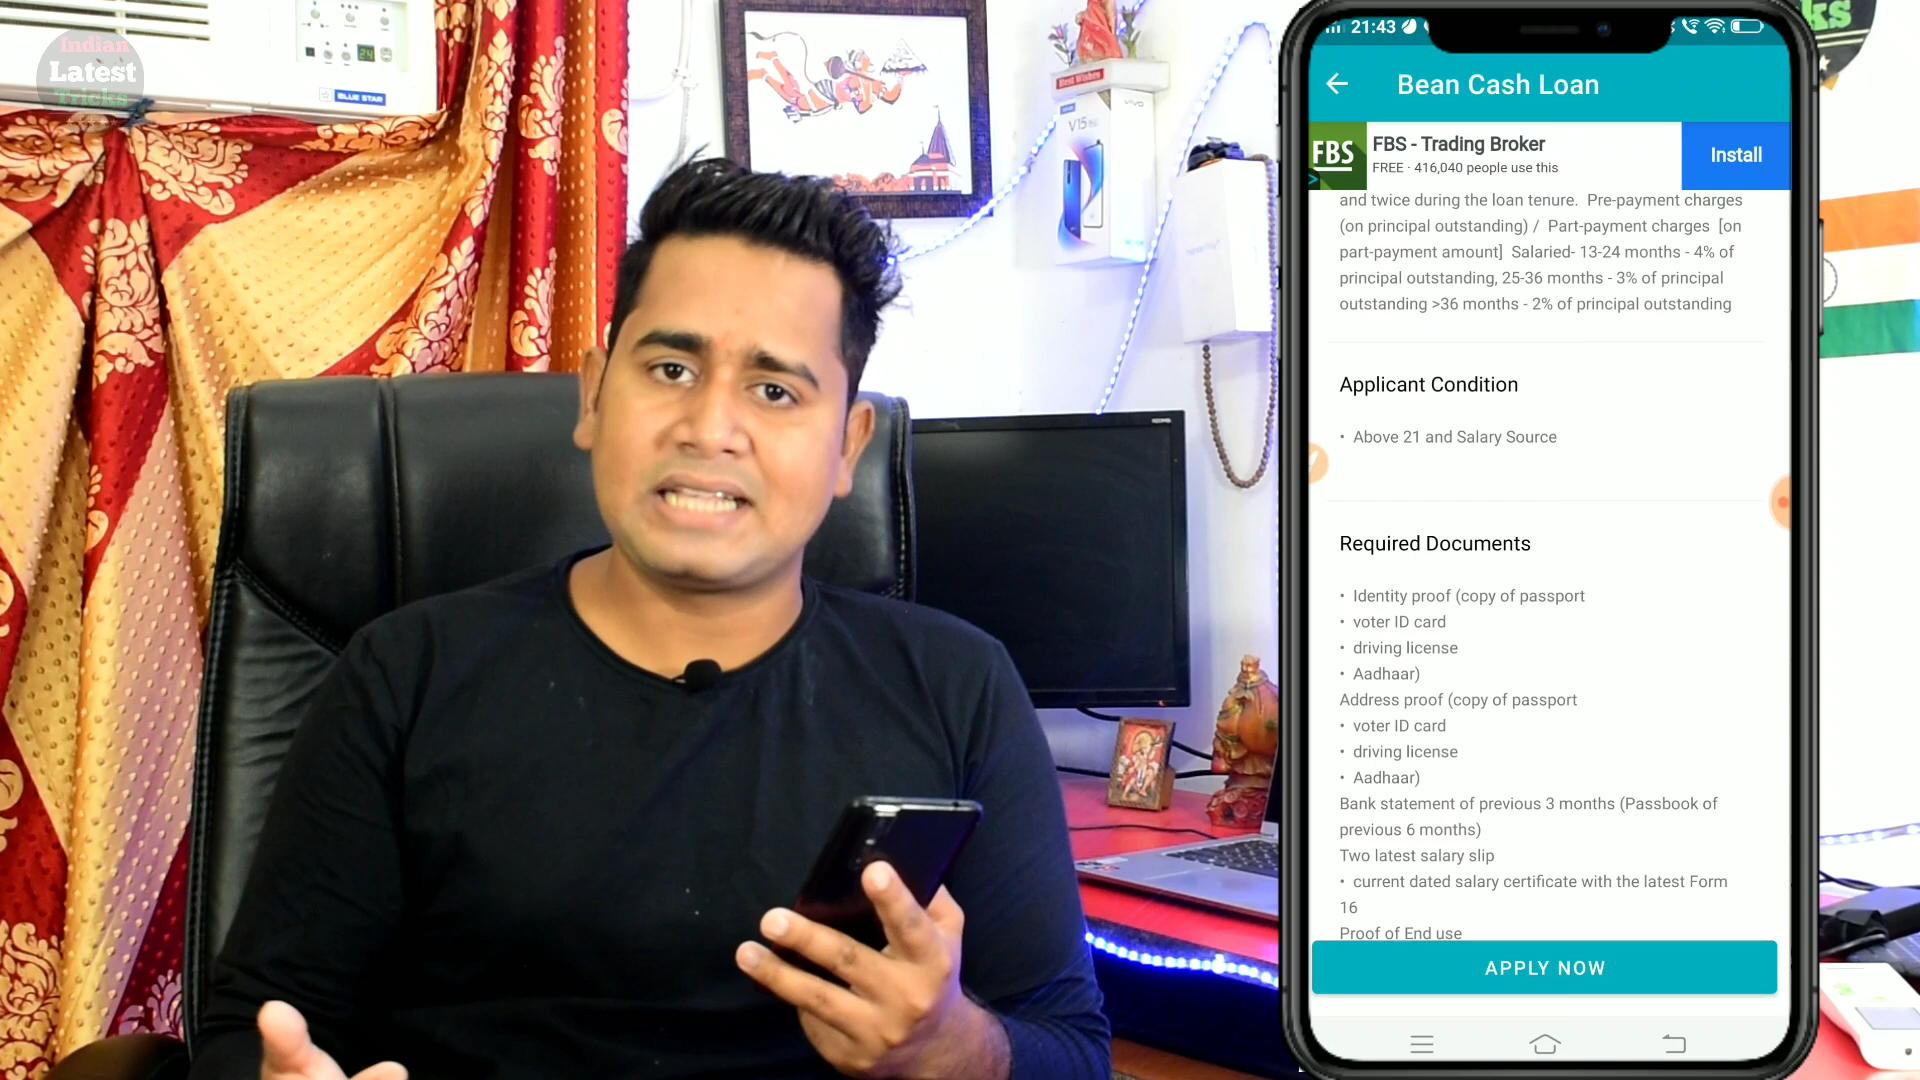 Indian
Latest
Tricks
24
BLUE STAR
Best Wishes
vivo
V15
ks
21:43
Bean Cash Loan
FBS
FBS - Trading Broker
FREE · 416,040 people use this
Install
and twice during the loan tenure. Pre-payment charges
(on principal outstanding) / Part-payment charges [on
part-payment amount] Salaried- 13-24 months - 4% of
principal outstanding, 25-36 months - 3% of principal
outstanding >36 months - 2% of principal outstanding
Applicant Condition
• Above 21 and Salary Source
Required Documents
• Identity proof (copy of passport
• voter ID card
• driving license
• Aadhaar)
Address proof (copy of passport
• voter ID card
• driving license
• Aadhaar)
Bank statement of previous 3 months (Passbook of
previous 6 months)
Two latest salary slip
• current dated salary certificate with the latest Form
16
Proof of End use
APPLY NOW